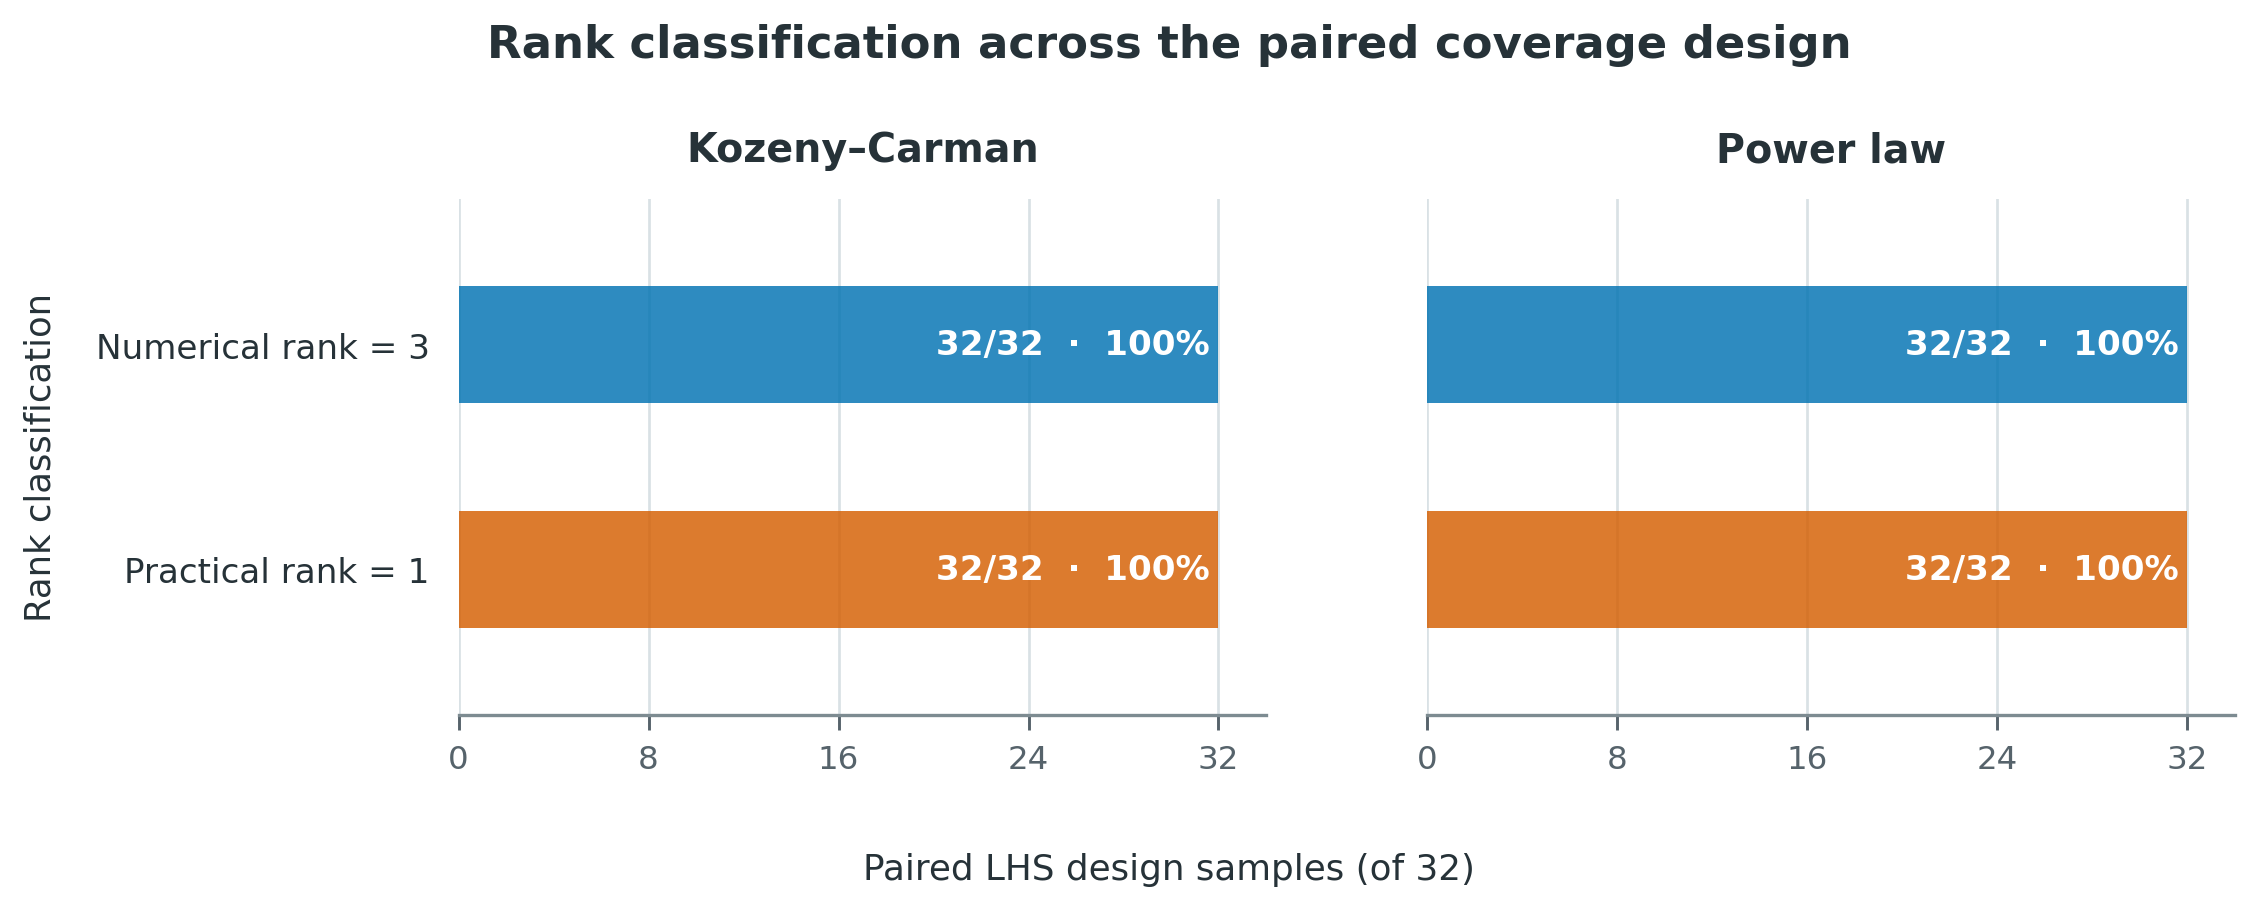 Rank classification across the paired coverage design
Kozeny–Carman
Power law
Rank classification
Numerical rank = 3
32/32 · 100%
32/32 · 100%
Practical rank = 1
32/32 · 100%
32/32 · 100%
0 8 16 24 32
0 8 16 24 32
Paired LHS design samples (of 32)